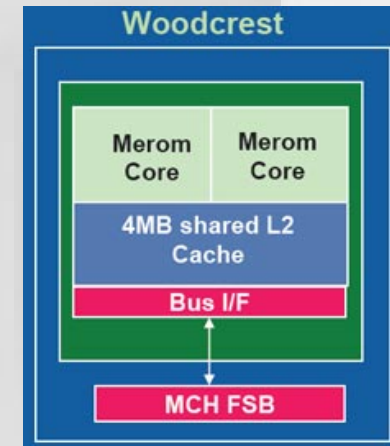 Woodcrest
Merom Merom
Core Core
4MB shared L2
Cache
Bus I/F
MCH FSB